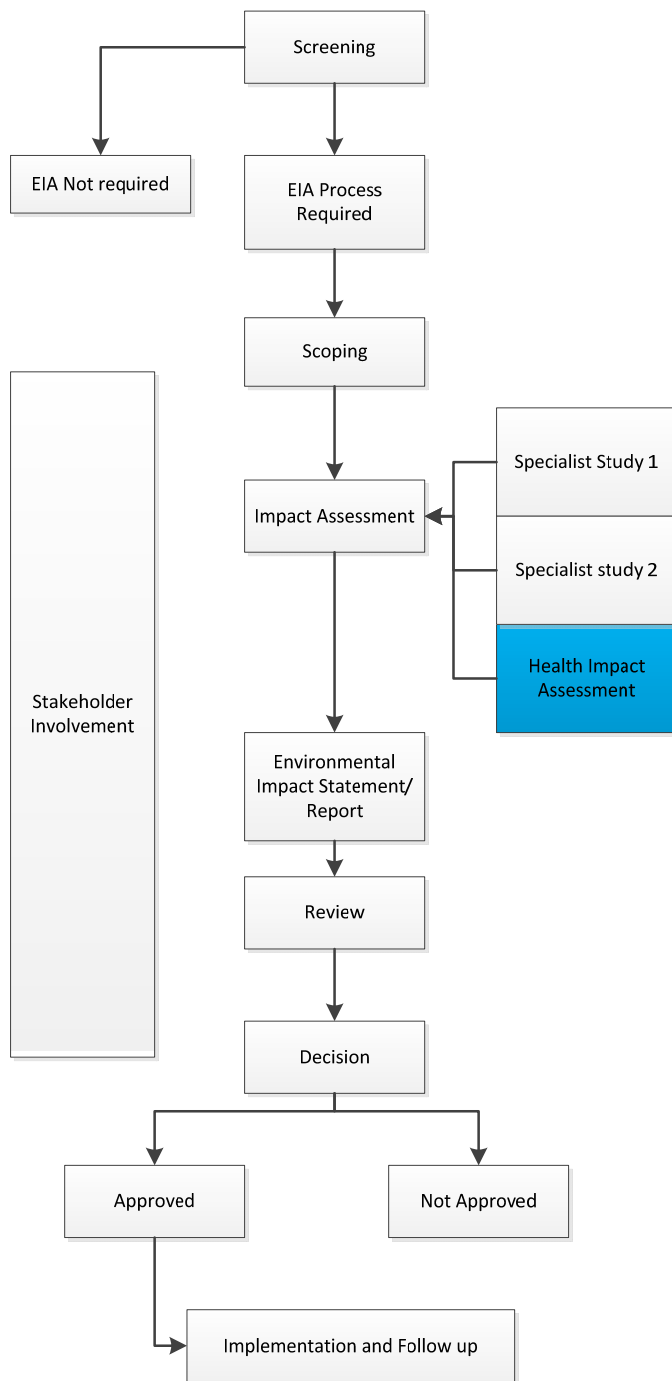 Screening
EIA Not required
EIA Process
Required
Scoping
Specialist Study 1
Impact Assessment
Specialist study 2
Health Impact
Assessment
Stakeholder
Involvement
Environmental
Impact Statement/
Report
Review
Decision
Approved
Not Approved
Implementation and Follow up